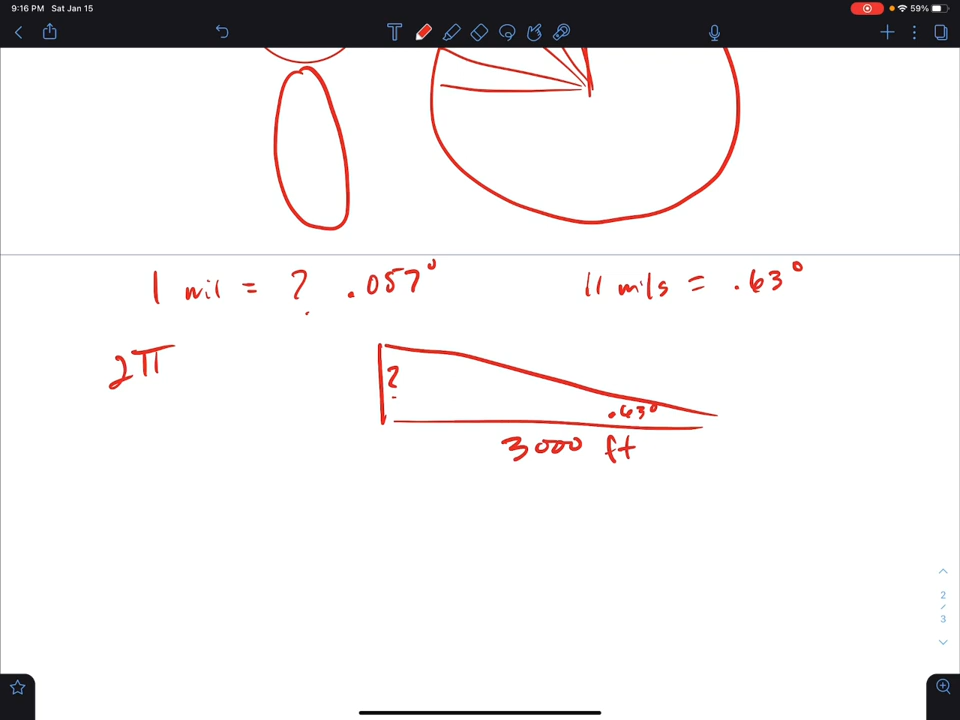 9:16 PM Sat Jan 15
59%
1 mil = ? .057°
11 mils = .63°
2π
?
.63°
3000 ft
2
/
3